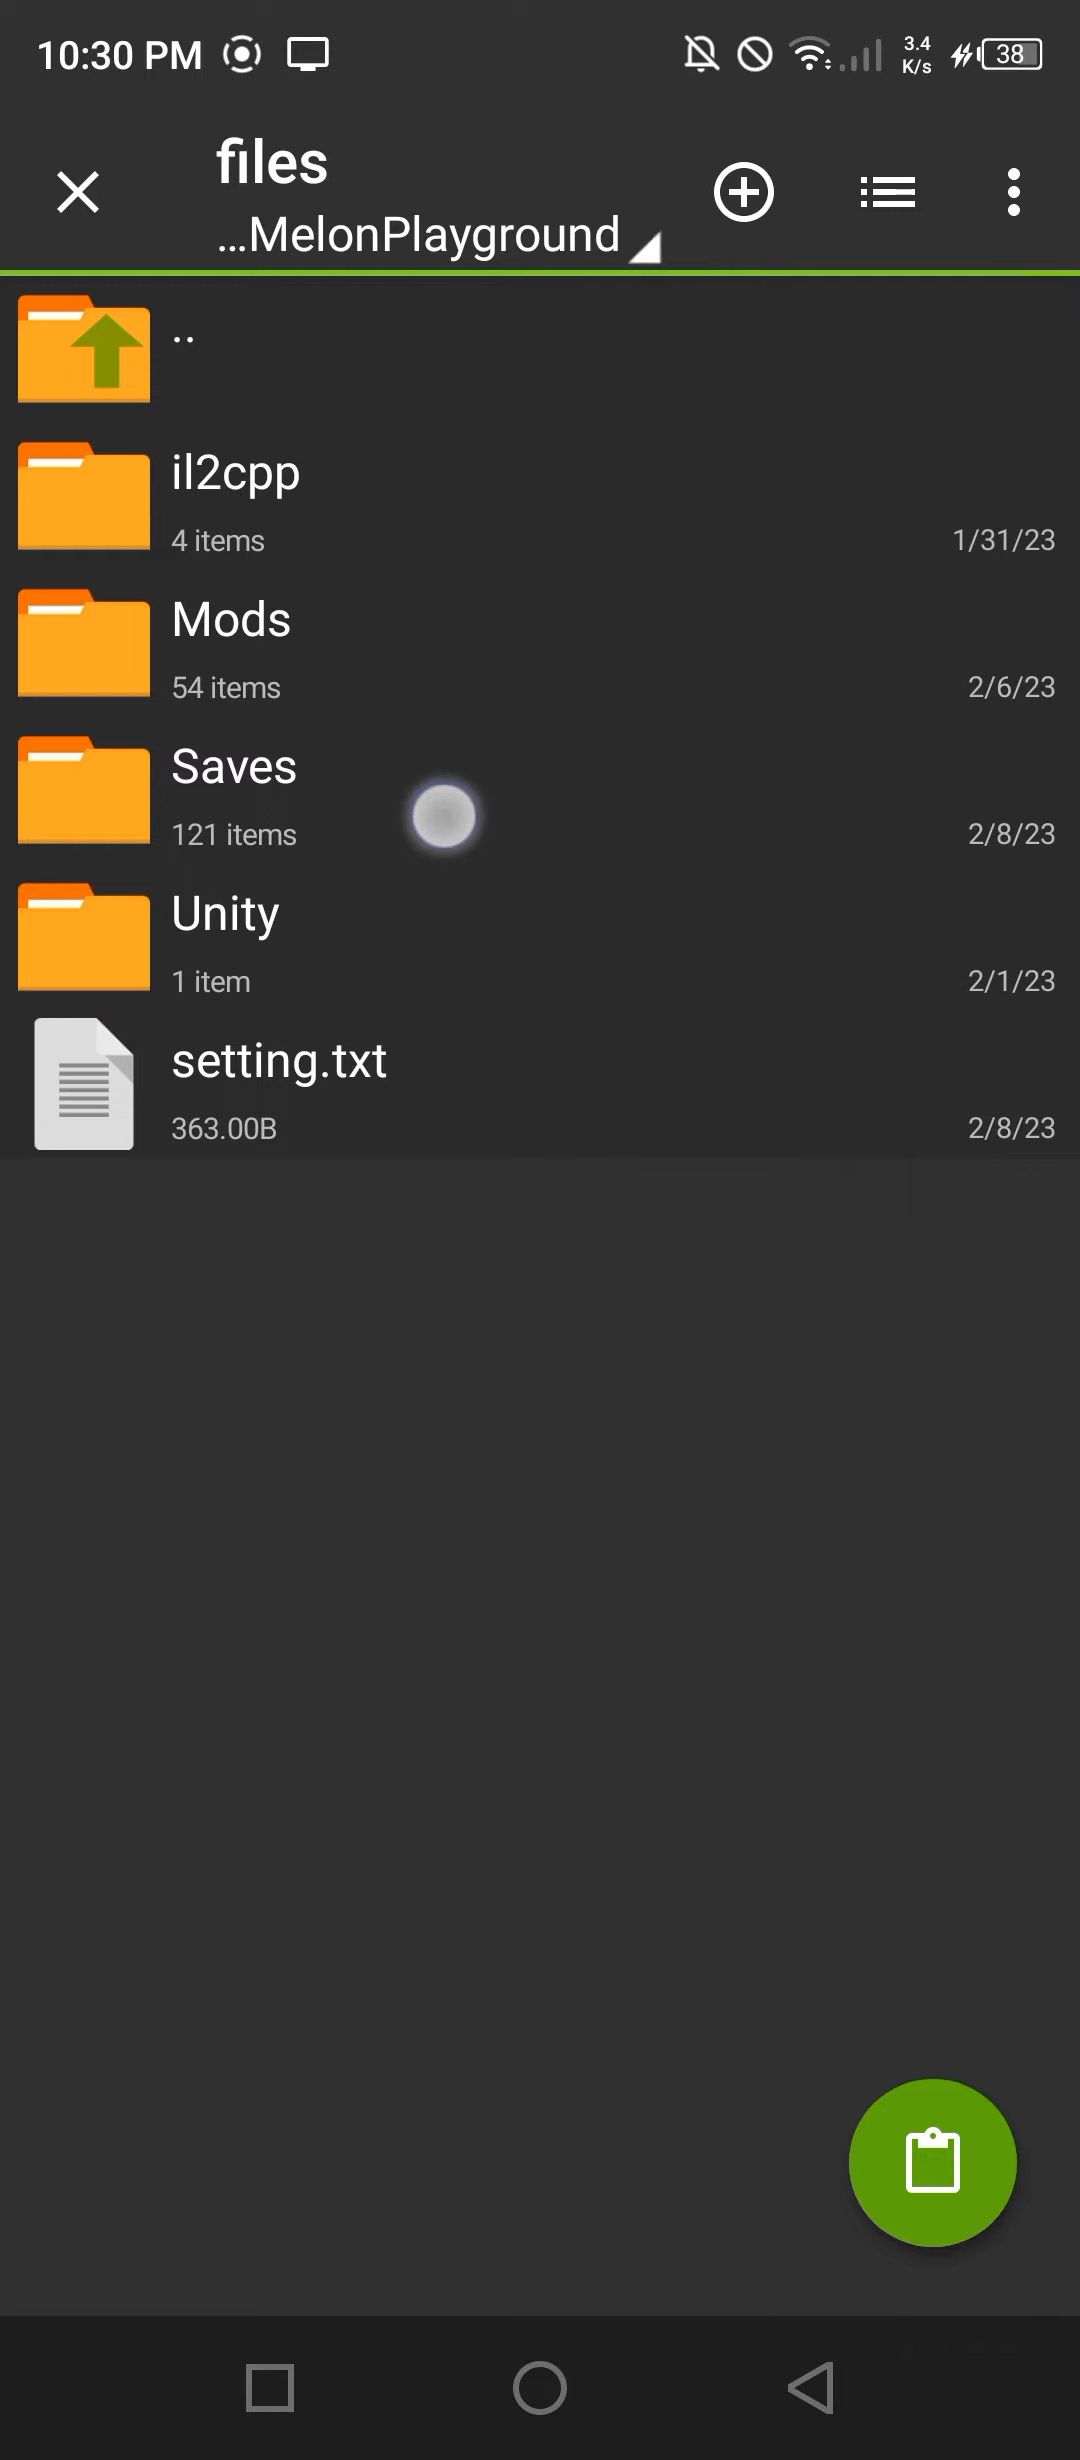 10:30 PM
3.4
K/s
38
files
...MelonPlayground
..
il2cpp
4 items
1/31/23
Mods
54 items
2/6/23
Saves
121 items
2/8/23
Unity
1 item
2/1/23
setting.txt
363.00B
2/8/23